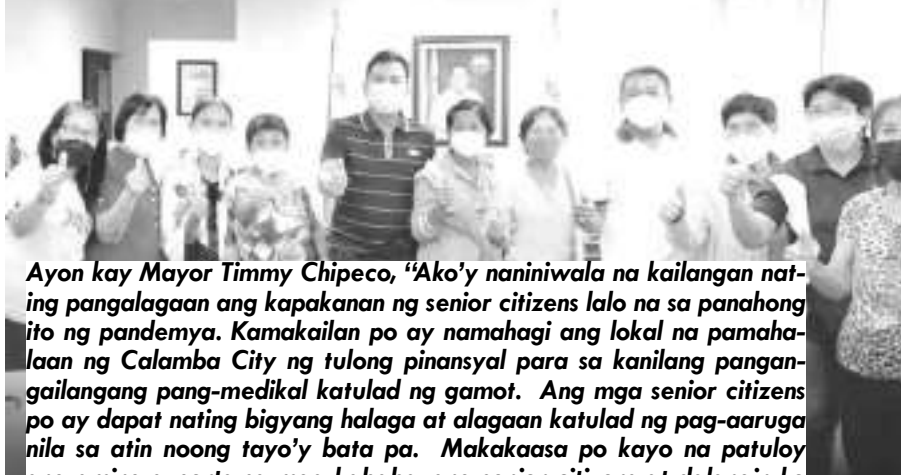 Ayon kay Mayor Timmy Chipeco, “Ako’y naniniwala na kailangan nat-
ing pangalagaan ang kapakanan ng senior citizens lalo na sa panahong
ito ng pandemya. Kamakailan po ay namahagi ang lokal na pamaha-
laan ng Calamba City ng tulong pinansyal para sa kanilang pangan-
gailangang pang-medikal katulad ng gamot. Ang mga senior citizens
po ay dapat nating bigyang halaga at alagaan katulad ng pag-aaruga
nila sa atin noong tayo’y bata pa. Makakaasa po kayo na patuloy
senior citizens at